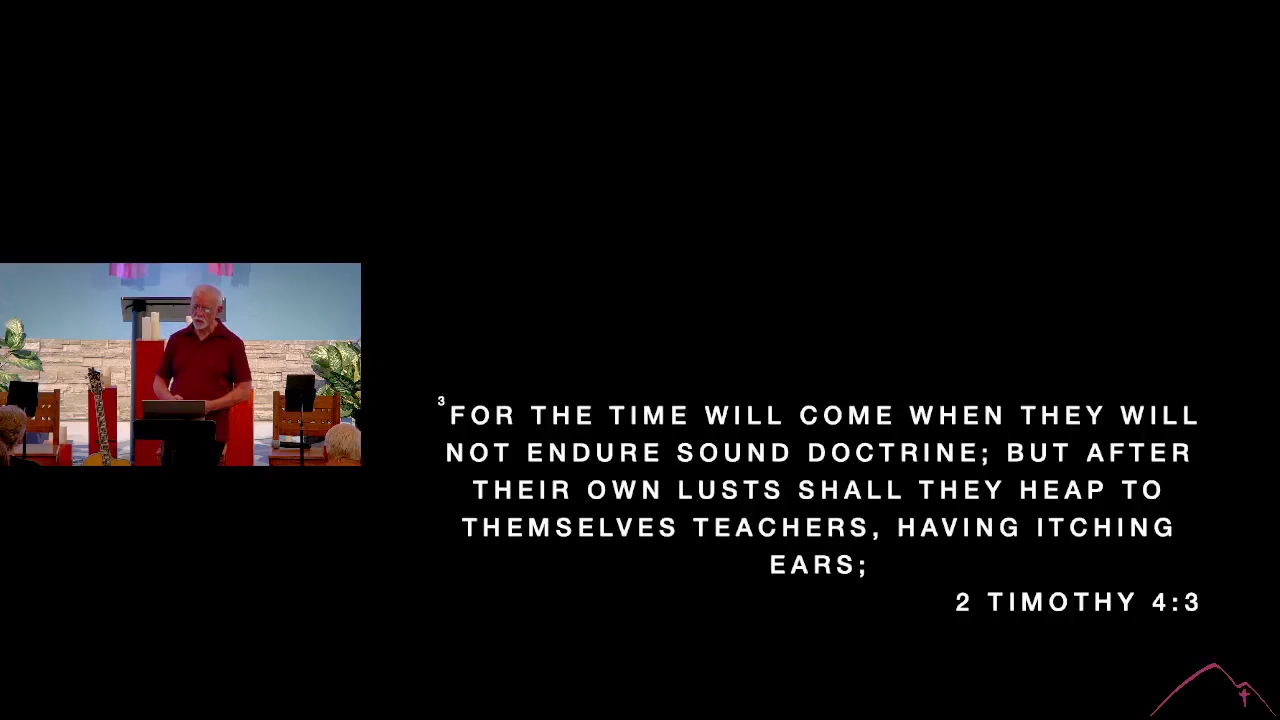 3FOR THE TIME WILL COME WHEN THEY WILL
NOT ENDURE SOUND DOCTRINE; BUT AFTER
THEIR OWN LUSTS SHALL THEY HEAP TO
THEMSELVES TEACHERS, HAVING ITCHING
EARS;
2 TIMOTHY 4:3